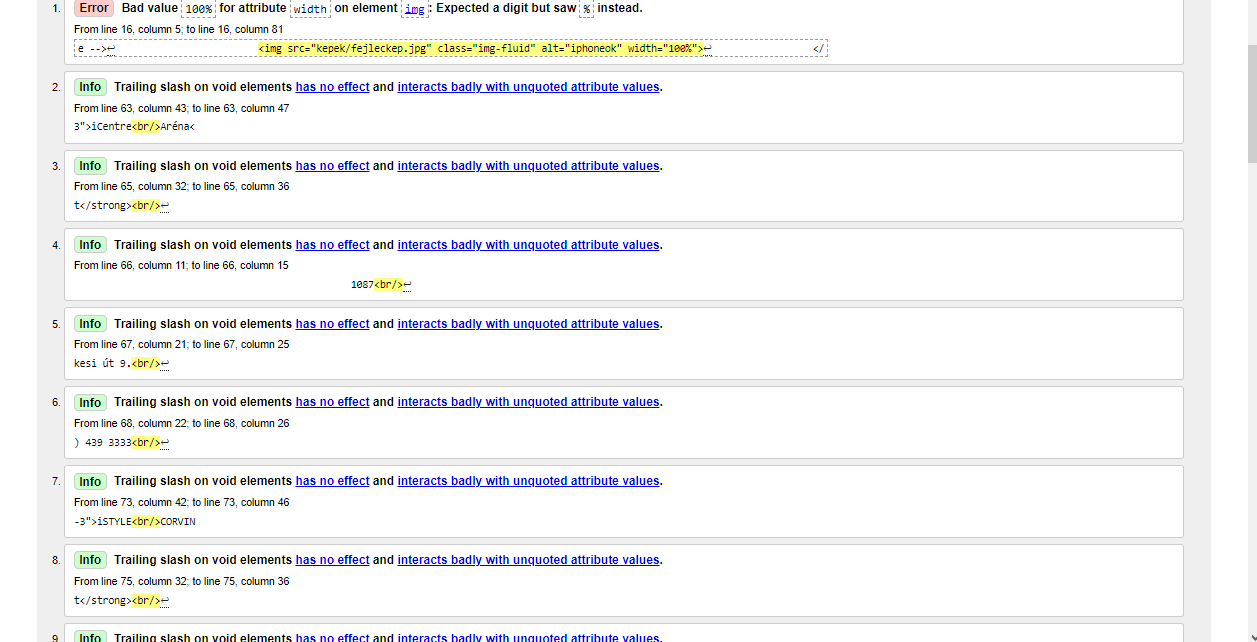 1. Error Bad value 100% for attribute width on element img: Expected a digit but saw % instead.
From line 16, column 5; to line 16, column 81
e -->↩ <img src="kepek/fejleckep.jpg" class="img-fluid" alt="iphoneok" width="100%">↩ </
2. Info Trailing slash on void elements has no effect and interacts badly with unquoted attribute values.
From line 63, column 43; to line 63, column 47
3">iCentre<br/>Aréna<
3. Info Trailing slash on void elements has no effect and interacts badly with unquoted attribute values.
From line 65, column 32; to line 65, column 36
t</strong><br/>↩
4. Info Trailing slash on void elements has no effect and interacts badly with unquoted attribute values.
From line 66, column 11; to line 66, column 15
1087<br/>↩
5. Info Trailing slash on void elements has no effect and interacts badly with unquoted attribute values.
From line 67, column 21; to line 67, column 25
kesi út 9.<br/>↩
6. Info Trailing slash on void elements has no effect and interacts badly with unquoted attribute values.
From line 68, column 22; to line 68, column 26
) 439 3333<br/>↩
7. Info Trailing slash on void elements has no effect and interacts badly with unquoted attribute values.
From line 73, column 42; to line 73, column 46
-3">iSTYLE<br/>CORVIN
8. Info Trailing slash on void elements has no effect and interacts badly with unquoted attribute values.
From line 75, column 32; to line 75, column 36
t</strong><br/>↩
9. Info Trailing slash on void elements has no effect and interacts badly with unquoted attribute values.